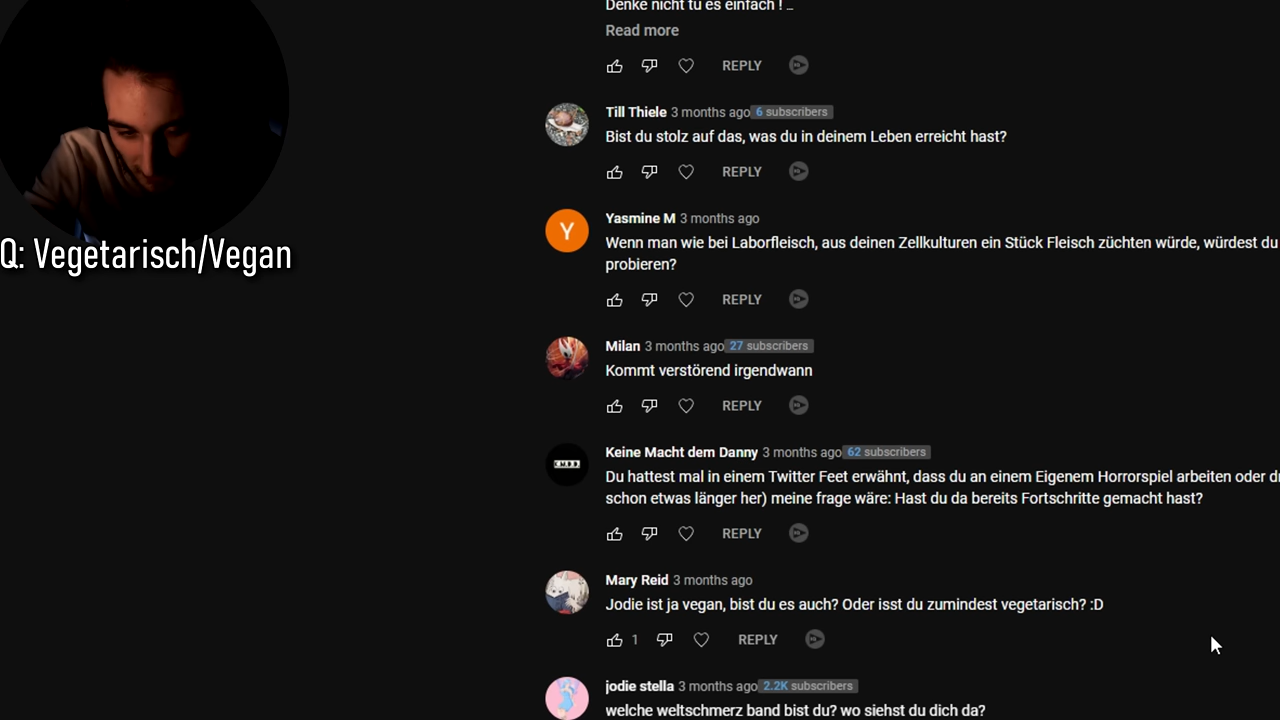 Denke nicht tu es einfach ! ...
Read more
REPLY
Till Thiele 3 months ago 6 subscribers
Bist du stolz auf das, was du in deinem Leben erreicht hast?
REPLY
Y
Yasmine M 3 months ago
Wenn man wie bei Laborfleisch, aus deinen Zellkulturen ein Stück Fleisch züchten würde, würdest du
probieren?
REPLY
Q: Vegetarisch/Vegan
Milan 3 months ago 27 subscribers
Kommt verstörend irgendwann
REPLY
Keine Macht dem Danny 3 months ago 62 subscribers
Du hattest mal in einem Twitter Feet erwähnt, dass du an einem Eigenem Horrorspiel arbeiten oder
schon etwas länger her) meine frage wäre: Hast du da bereits Fortschritte gemacht hast?
REPLY
Mary Reid 3 months ago
Jodie ist ja vegan, bist du es auch? Oder isst du zumindest vegetarisch? :D
1 REPLY
jodie stella 3 months ago 2.2K subscribers
welche weltschmerz band bist du? wo siehst du dich da?